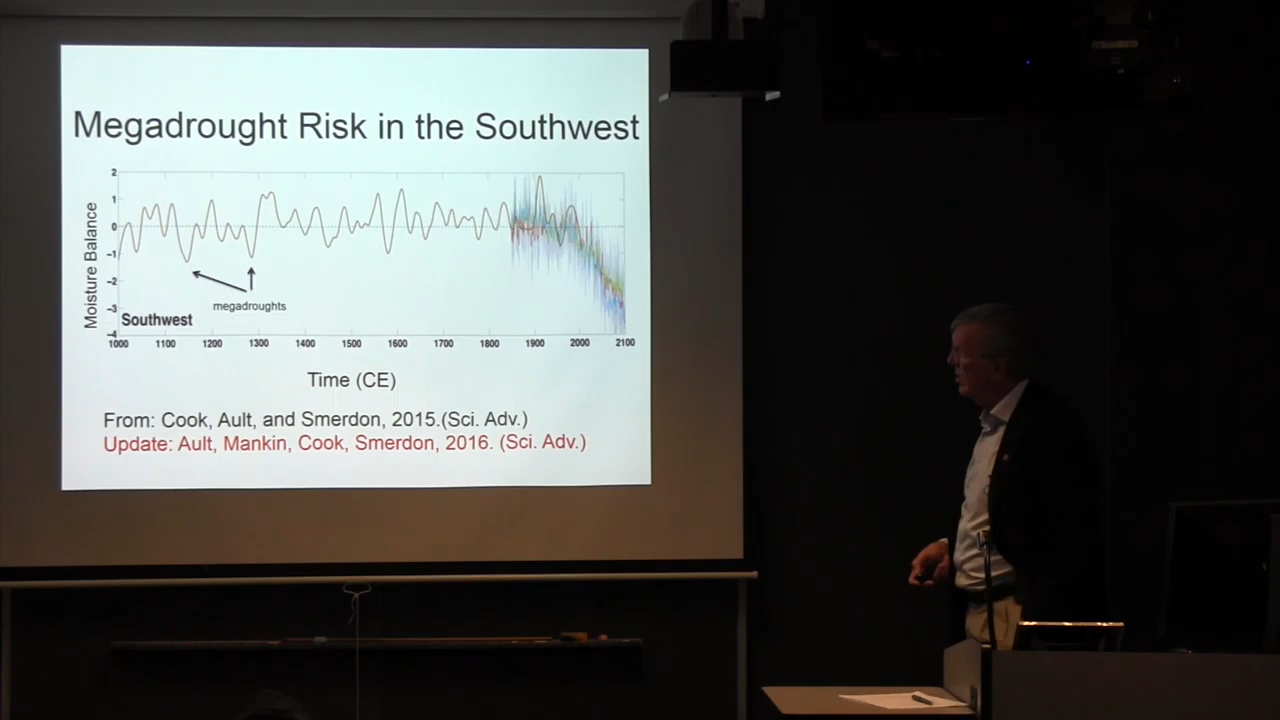 Megadrought Risk in the Southwest
2
1
0
-1
-2
-3
-4
Moisture Balance
megadroughts
Southwest
1000 1100 1200 1300 1400 1500 1600 1700 1800 1900 2000 2100
Time (CE)
From: Cook, Ault, and Smerdon, 2015.(Sci. Adv.)
Update: Ault, Mankin, Cook, Smerdon, 2016. (Sci. Adv.)